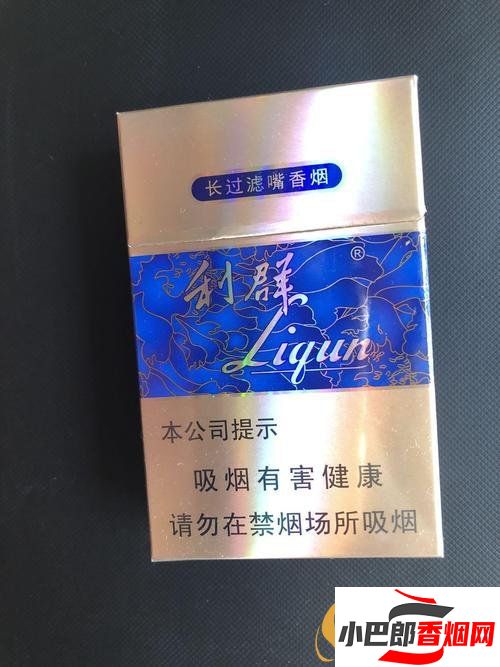 长过滤嘴香烟
利群®
Liqun
本公司提示
吸烟有害健康
请勿在禁烟场所吸烟
小巴郎香烟网